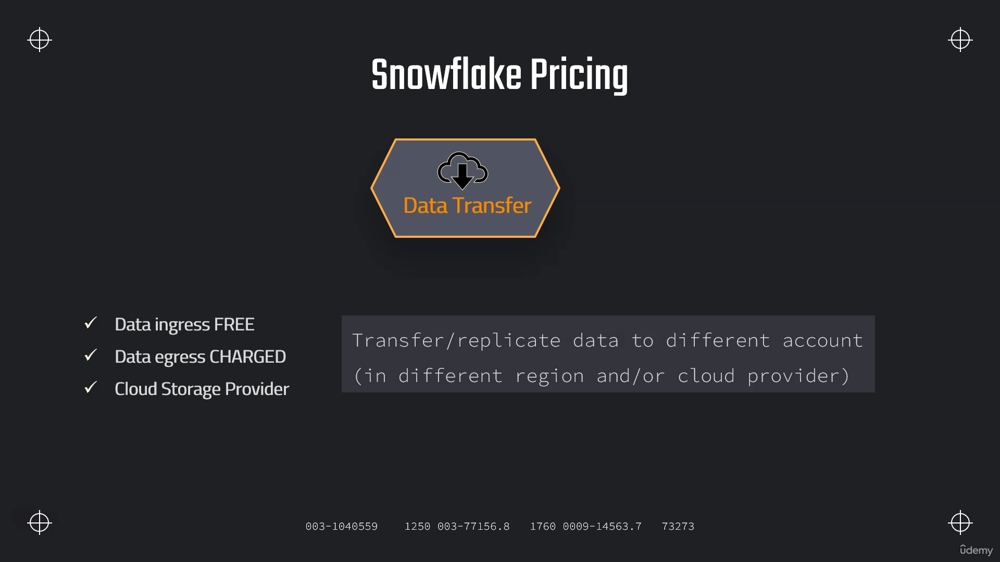 Snowflake Pricing
Data Transfer
Data ingress FREE
Data egress CHARGED
Cloud Storage Provider
Transfer/replicate data to different account
(in different region and/or cloud provider)
003-1040559 1250 003-77156.8 1760 0009-14563.7 73273
ûdemy